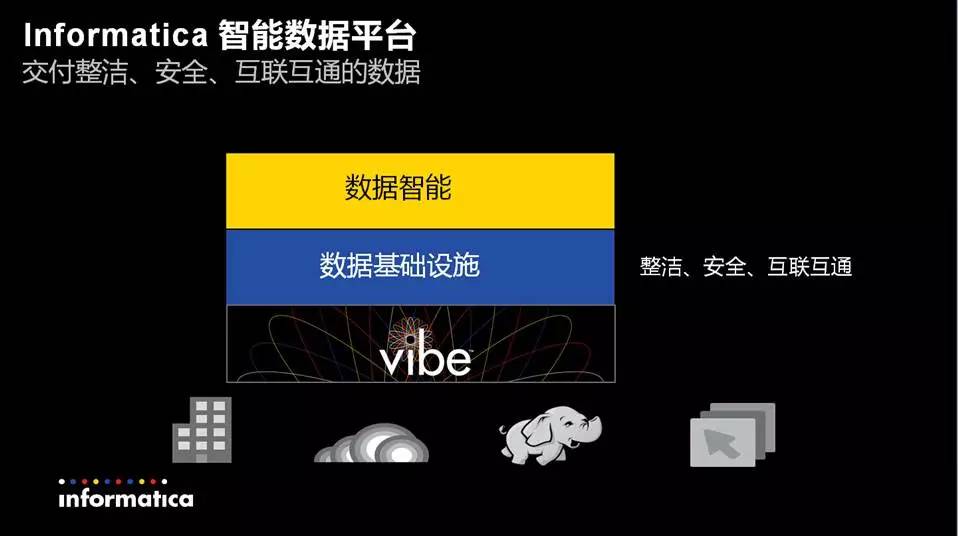 Informatica 智能数据平台
交付整洁、安全、互联互通的数据
数据智能
数据基础设施
整洁、安全、互联互通
vibe™
informatica